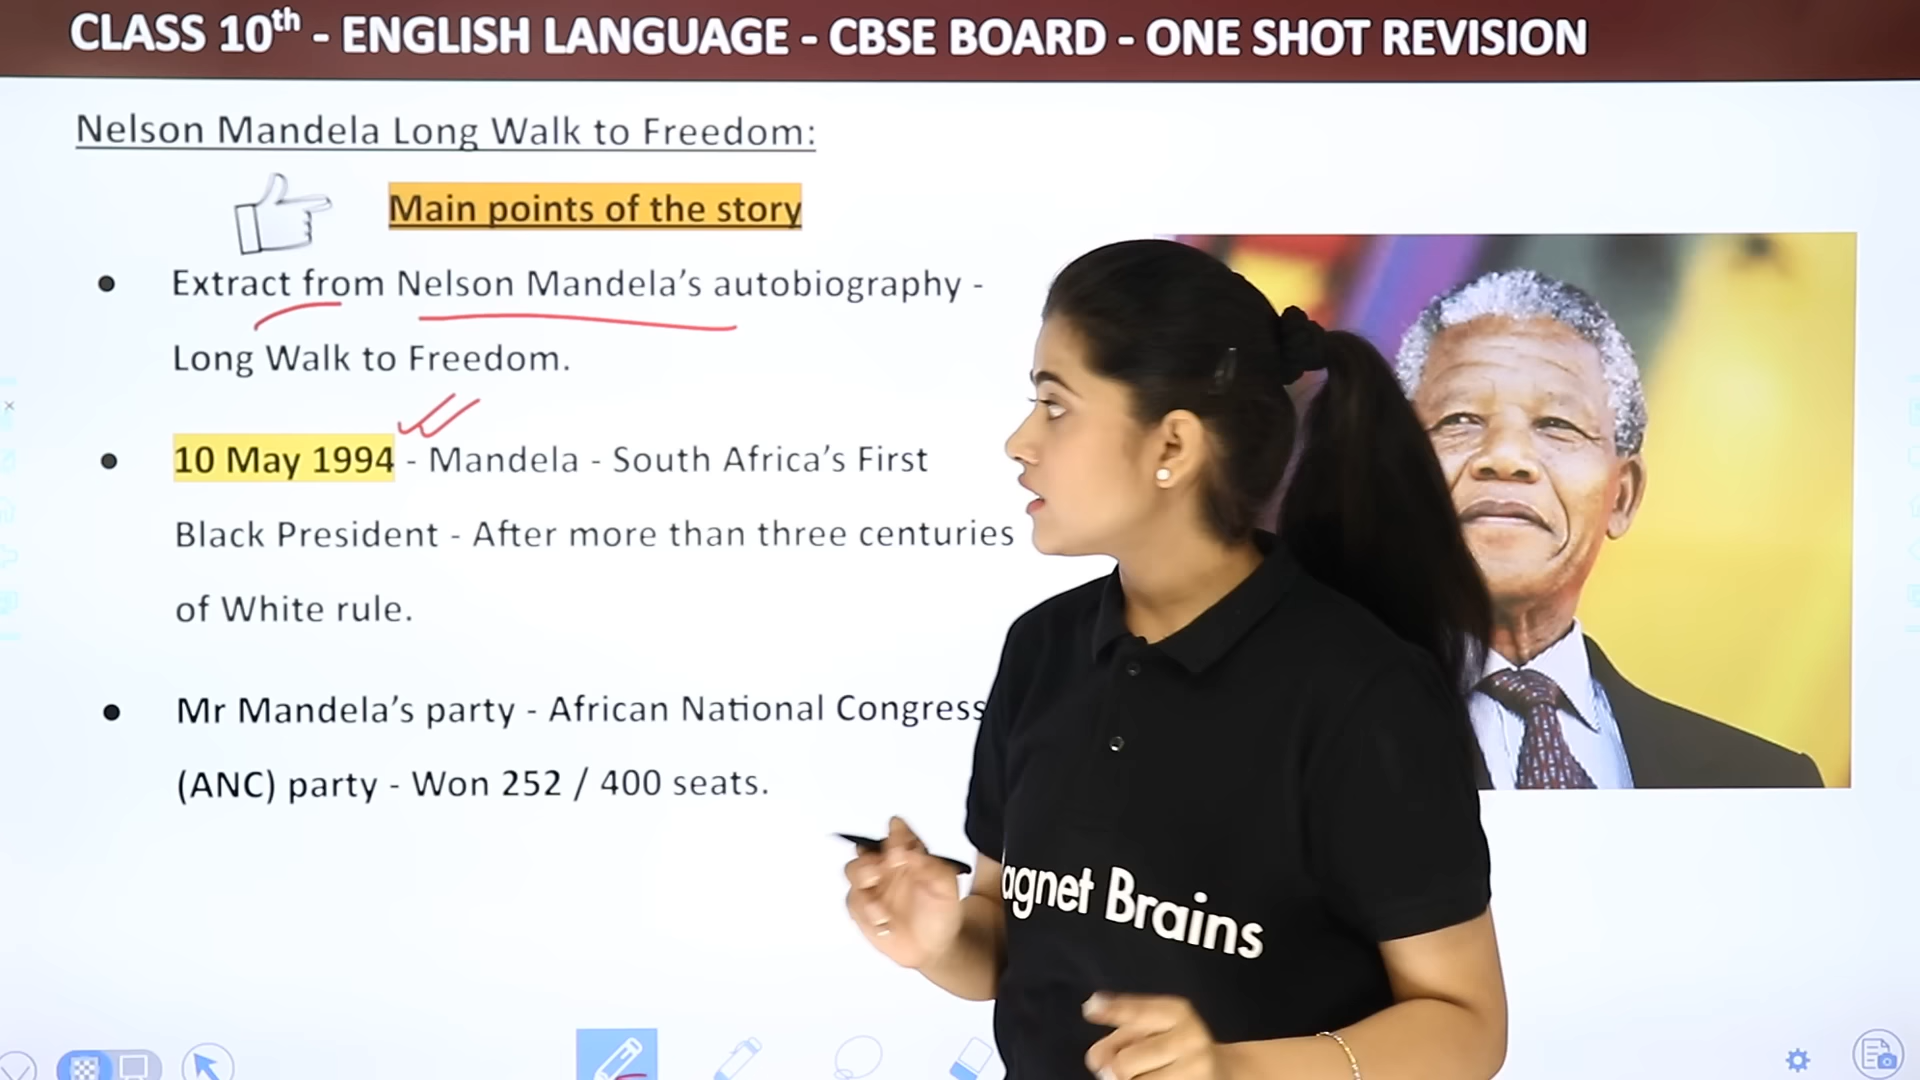 CLASS 10th - ENGLISH LANGUAGE - CBSE BOARD - ONE SHOT REVISION
Nelson Mandela Long Walk to Freedom:
Main points of the story
Extract from Nelson Mandela's autobiography -
Long Walk to Freedom.
10 May 1994 - Mandela - South Africa's First
Black President - After more than three centuries
of White rule.
Mr Mandela's party - African National Congress
(ANC) party - Won 252 / 400 seats.
agnet Brains